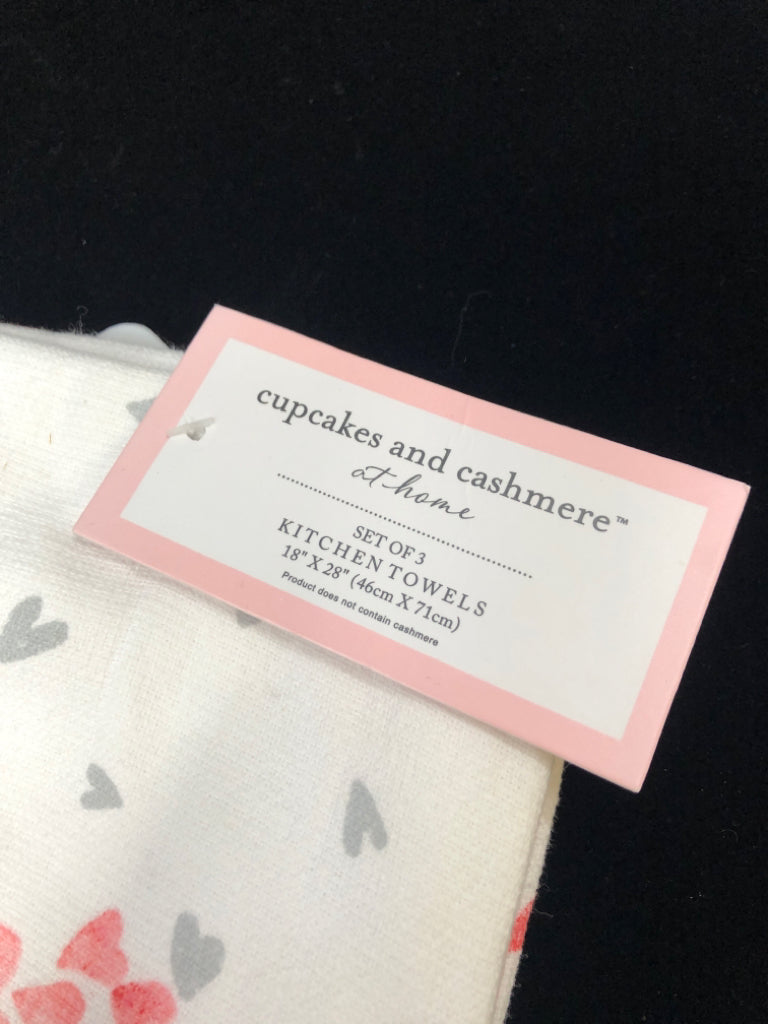 cupcakes and cashmere™
at home
SET OF 3
KITCHEN TOWELS
18" X 28" (46cm X 71cm)
Product does not contain cashmere